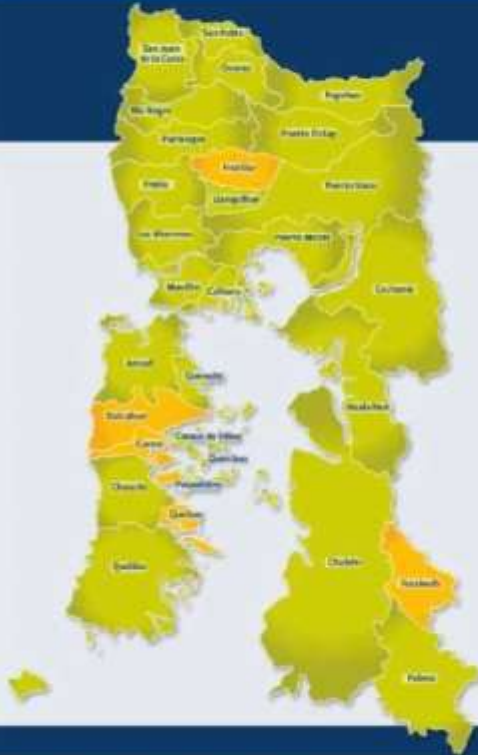 San Pablo
San Juan
de la Costa
Osorno
Puyehue
Río Negro
Puerto Octay
Purranque
Frutillar
Fresia
Puerto Varas
Llanquihue
Los Muermos
Puerto Montt
Maullín
Calbuco
Cochamó
Ancud
Quemchi
Hualaihué
Dalcahue
Castro
Curaco de Vélez
Quinchao
Chonchi
Puqueldón
Queilen
Quellón
Chaitén
Futaleufú
Palena